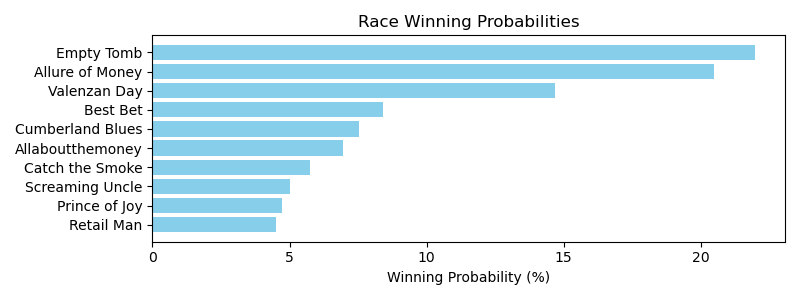 Race Winning Probabilities
Empty Tomb
Allure of Money
Valenzan Day
Best Bet
Cumberland Blues
Allaboutthemoney
Catch the Smoke
Screaming Uncle
Prince of Joy
Retail Man
0 5 10 15 20
Winning Probability (%)